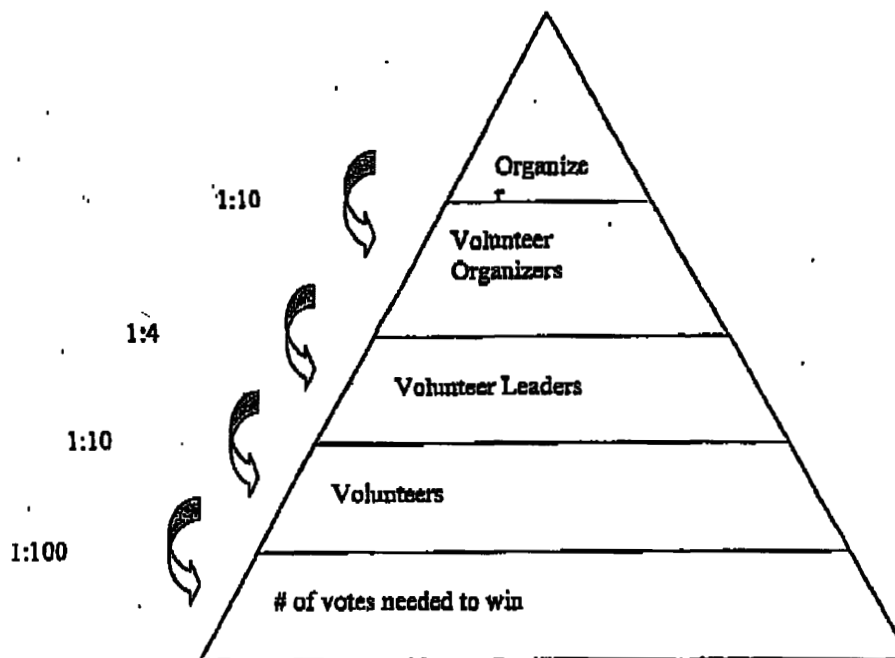 Organize
r
1:10
Volunteer
Organizers
1:4
Volunteer Leaders
1:10
Volunteers
1:100
# of votes needed to win